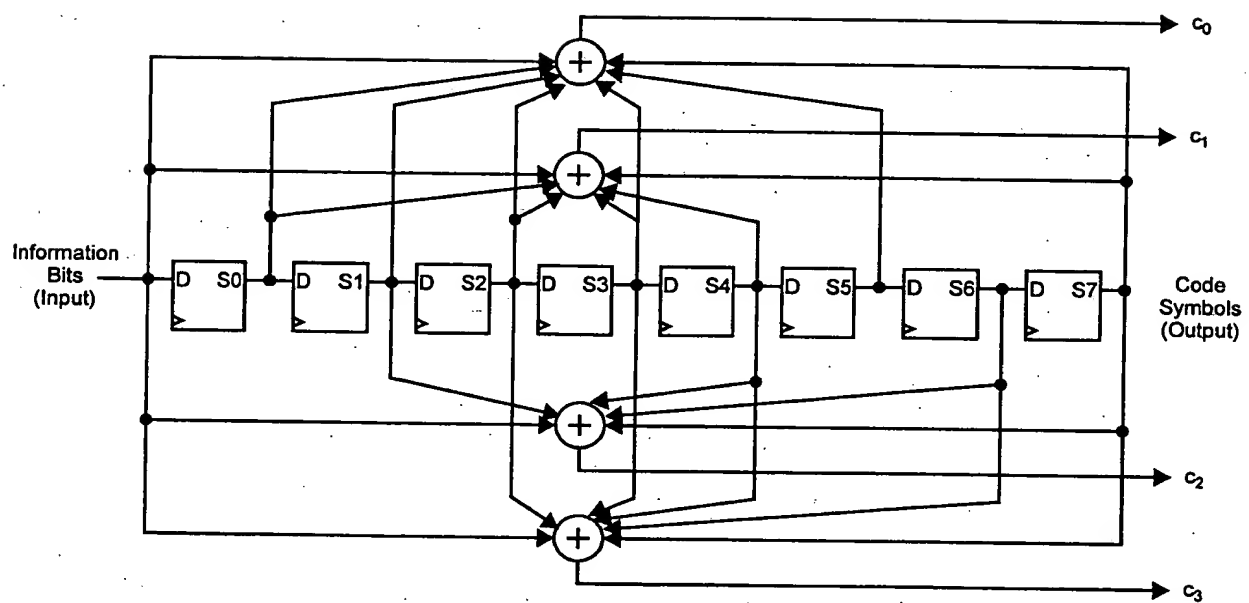 c0
c1
Information
Bits
(Input)
D S0
D S1
D S2
D S3
D S4
D S5
D S6
D S7
Code
Symbols
(Output)
+
+
+
+
c2
c3